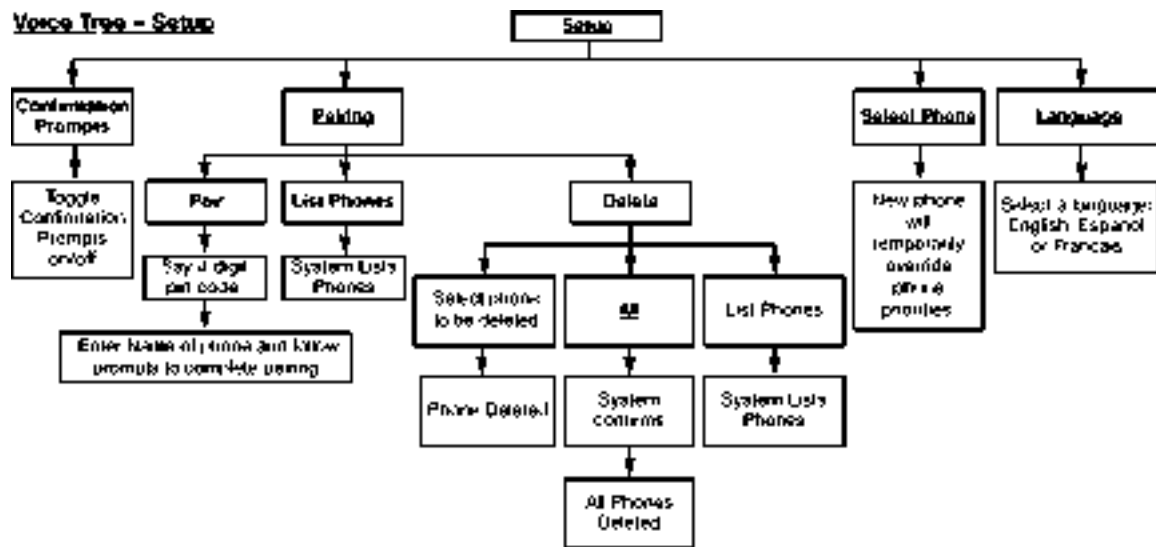 Voice Tree – Setup
Setup
Confirmation
Prompts
Pairing
Select Phone
Language
Toggle
Confirmation
Prompts
on/off
Pair
List Phones
Delete
New phone
will
temporarily
override
phone
priorities
Select a language:
English, Espanol
or Francais
Say 4 digit
pin code
System Lists
Phones
Select phone
to be deleted
All
List Phones
Enter Name of phone and follow
prompts to complete pairing
Phone Deleted
System
confirms
System Lists
Phones
All Phones
Deleted